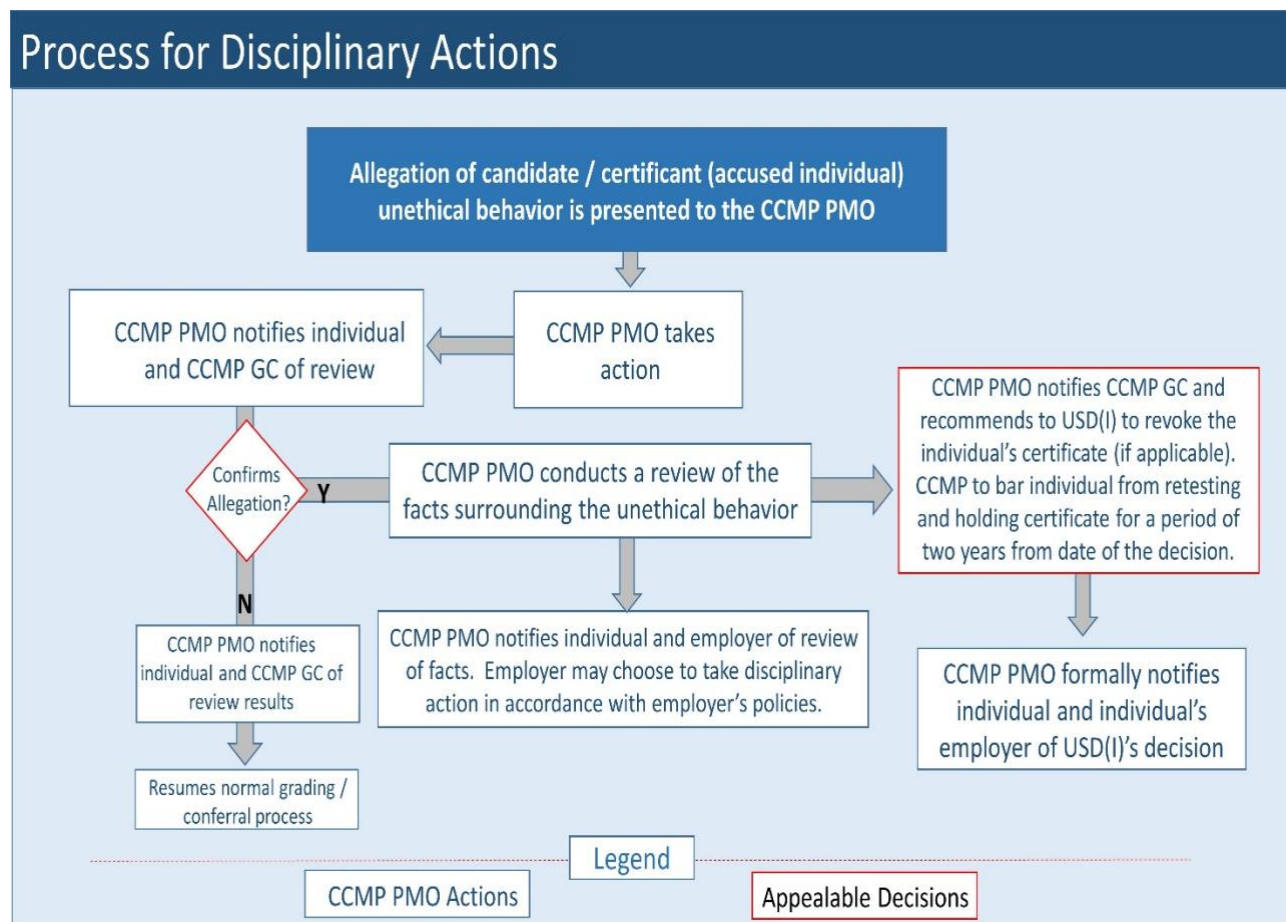 Process for Disciplinary Actions
Allegation of candidate / certificant (accused individual)
unethical behavior is presented to the CCMP PMO
CCMP PMO takes
action
CCMP PMO notifies individual
and CCMP GC of review
Confirms
Allegation?
Y
N
CCMP PMO conducts a review of the
facts surrounding the unethical behavior
CCMP PMO notifies CCMP GC and
recommends to USD(I) to revoke the
individual’s certificate (if applicable).
CCMP to bar individual from retesting
and holding certificate for a period of
two years from date of the decision.
CCMP PMO notifies
individual and CCMP GC of
review results
CCMP PMO notifies individual and employer of review
of facts.  Employer may choose to take disciplinary
action in accordance with employer’s policies.
CCMP PMO formally notifies
individual and individual’s
employer of USD(I)’s decision
Resumes normal grading /
conferral process
Legend
CCMP PMO Actions
Appealable Decisions